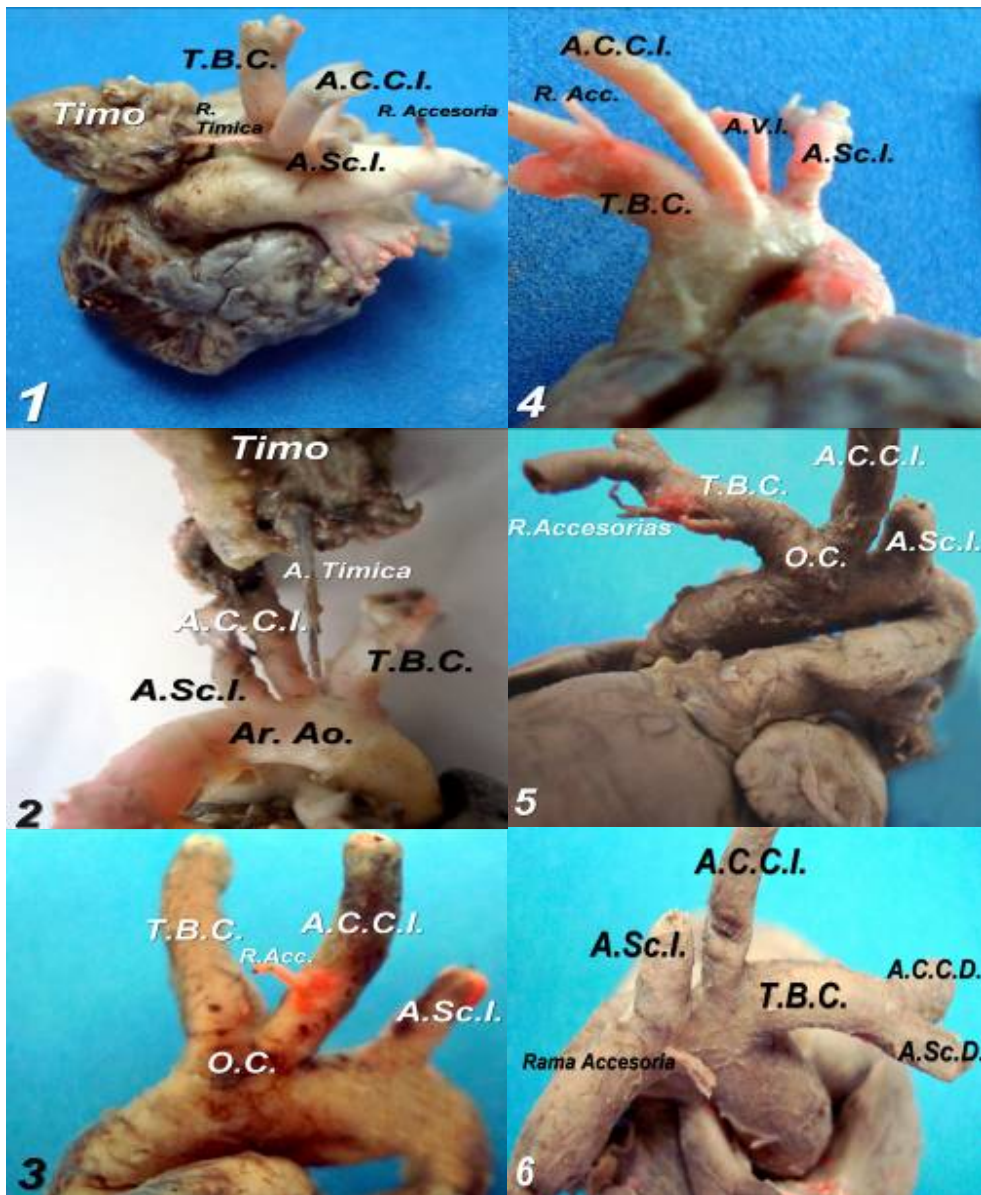 T.B.C.
A.C.C.I.
Timo
R.
Timica
R. Accesoria
A.Sc.I.
1
A.C.C.I.
R. Acc.
A.V.I.
A.Sc.I.
T.B.C.
4
Timo
A. Timica
A.C.C.I.
T.B.C.
A.Sc.I.
Ar. Ao.
2
A.C.C.I.
T.B.C.
R.Accesorias
A.Sc.I.
O.C.
5
T.B.C.
A.C.C.I.
R.Acc.
A.Sc.I.
O.C.
3
A.C.C.I.
A.Sc.I.
A.C.C.D.
T.B.C.
A.Sc.D.
Rama Accesoria
6